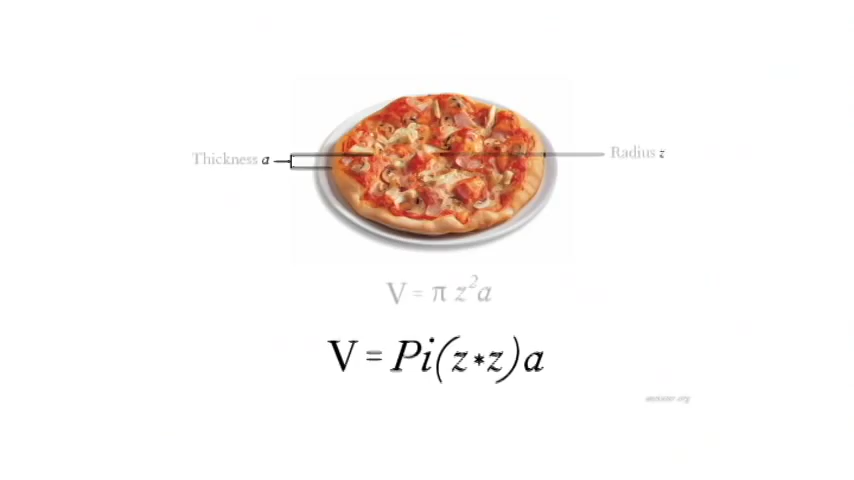 Thickness a
Radius z
V = π z²a
V = Pi(z*z)a